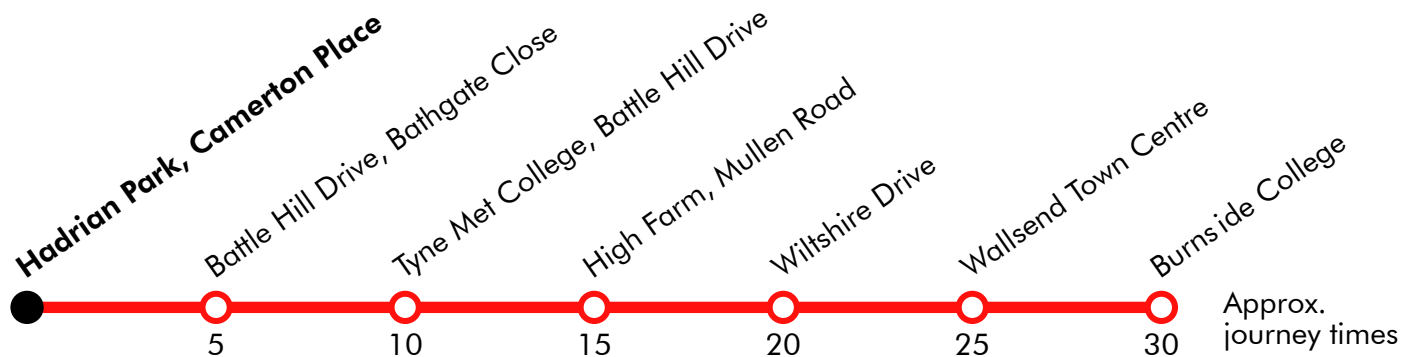 Hadrian Park, Camerton Place
Battle Hill Drive, Bathgate Close
Tyne Met College, Battle Hill Drive
High Farm, Mullen Road
Wiltshire Drive
Wallsend Town Centre
Burnside College
5
10
15
20
25
30
Approx.
journey times